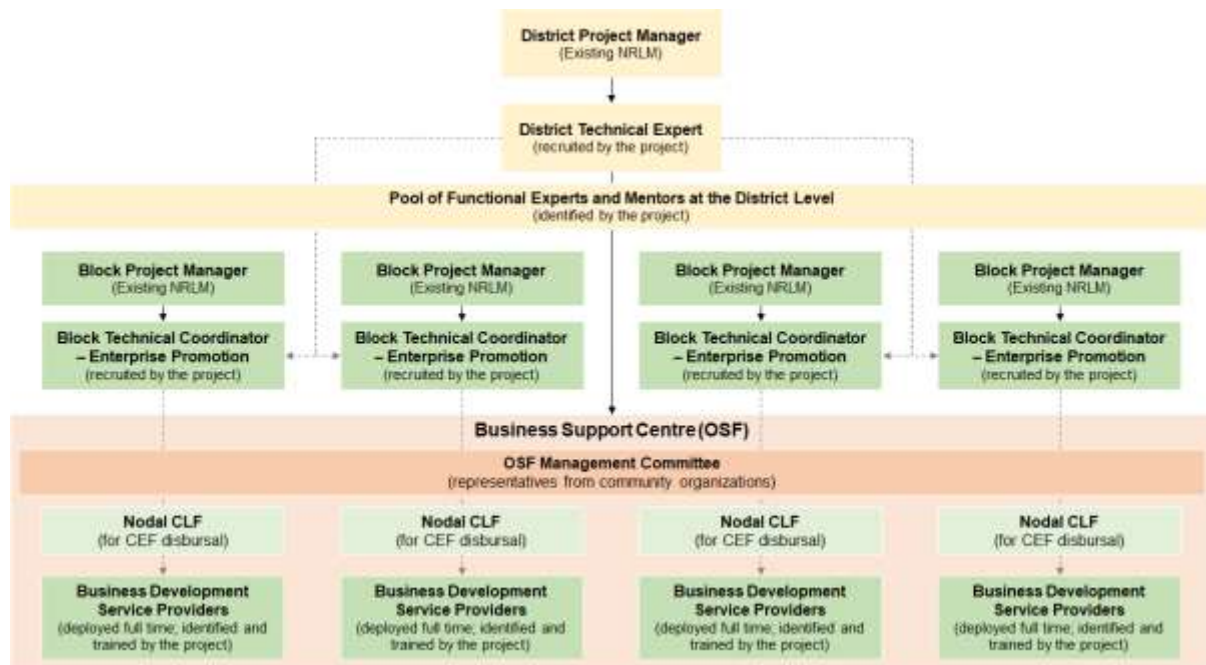 District Project Manager
(Existing NRLM)
District Technical Expert
(recruited by the project)
Pool of Functional Experts and Mentors at the District Level
(identified by the project)
Block Project Manager
(Existing NRLM)
Block Project Manager
(Existing NRLM)
Block Project Manager
(Existing NRLM)
Block Project Manager
(Existing NRLM)
Block Technical Coordinator
– Enterprise Promotion
(recruited by the project)
Block Technical Coordinator
– Enterprise Promotion
(recruited by the project)
Block Technical Coordinator
– Enterprise Promotion
(recruited by the project)
Block Technical Coordinator
– Enterprise Promotion
(recruited by the project)
Business Support Centre (OSF)
OSF Management Committee
(representatives from community organizations)
Nodal CLF
(for CEF disbursal)
Nodal CLF
(for CEF disbursal)
Nodal CLF
(for CEF disbursal)
Nodal CLF
(for CEF disbursal)
Business Development
Service Providers
(deployed full time; identified and
trained by the project)
Business Development
Service Providers
(deployed full time; identified and
trained by the project)
Business Development
Service Providers
(deployed full time; identified and
trained by the project)
Business Development
Service Providers
(deployed full time; identified and
trained by the project)